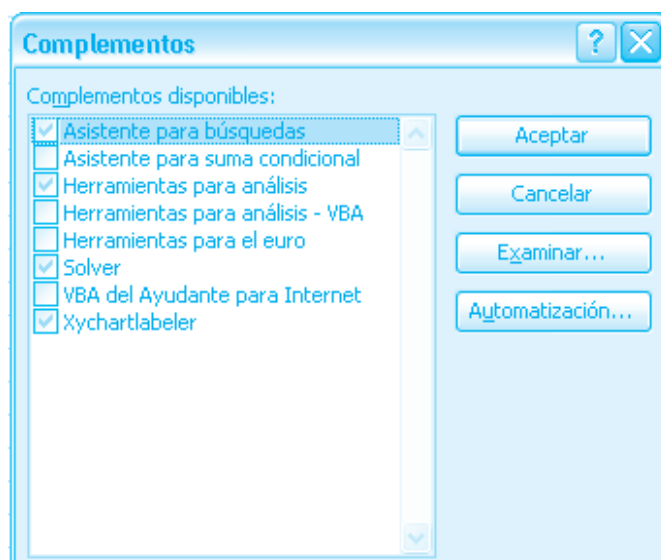 Complementos
?
Complementos disponibles:
Asistente para búsquedas
Asistente para suma condicional
Herramientas para análisis
Herramientas para análisis - VBA
Herramientas para el euro
Solver
VBA del Ayudante para Internet
Xychartlabeler
Aceptar
Cancelar
Examinar...
Automatización...